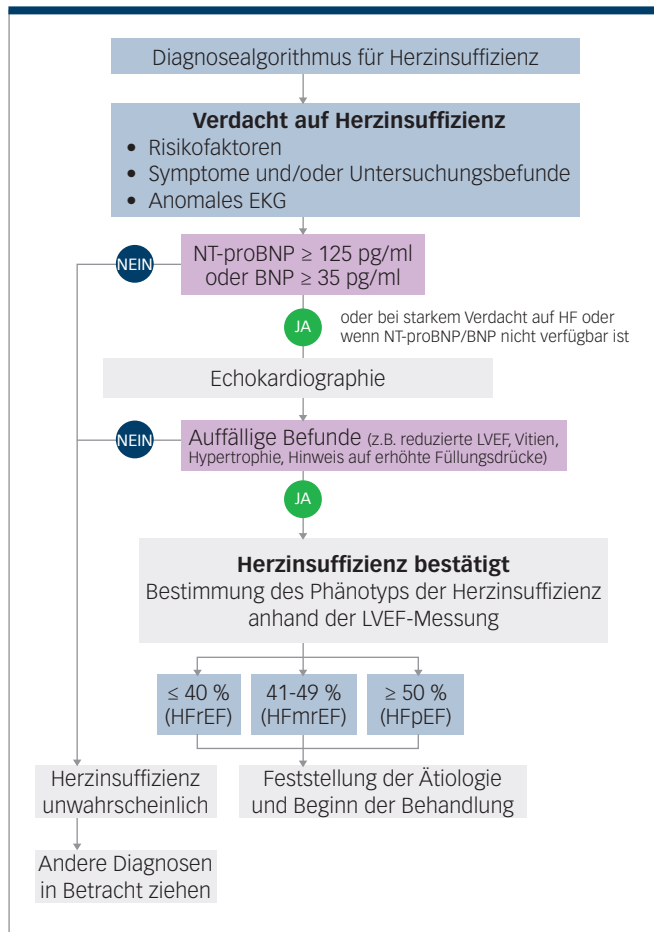 Diagnosealgorithmus für Herzinsuffizienz
Verdacht auf Herzinsuffizienz
• Risikofaktoren
• Symptome und/oder Untersuchungsbefunde
• Anomales EKG
NEIN
NT-proBNP ≥ 125 pg/ml
oder BNP ≥ 35 pg/ml
JA
oder bei starkem Verdacht auf HF oder
wenn NT-proBNP/BNP nicht verfügbar ist
Echokardiographie
NEIN
Auffällige Befunde (z.B. reduzierte LVEF, Vitien,
Hypertrophie, Hinweis auf erhöhte Füllungsdrücke)
JA
Herzinsuffizienz bestätigt
Bestimmung des Phänotyps der Herzinsuffizienz
anhand der LVEF-Messung
≤ 40 %
(HFrEF)
41-49 %
(HFmrEF)
≥ 50 %
(HFpEF)
Herzinsuffizienz
unwahrscheinlich
Feststellung der Ätiologie
und Beginn der Behandlung
Andere Diagnosen
in Betracht ziehen